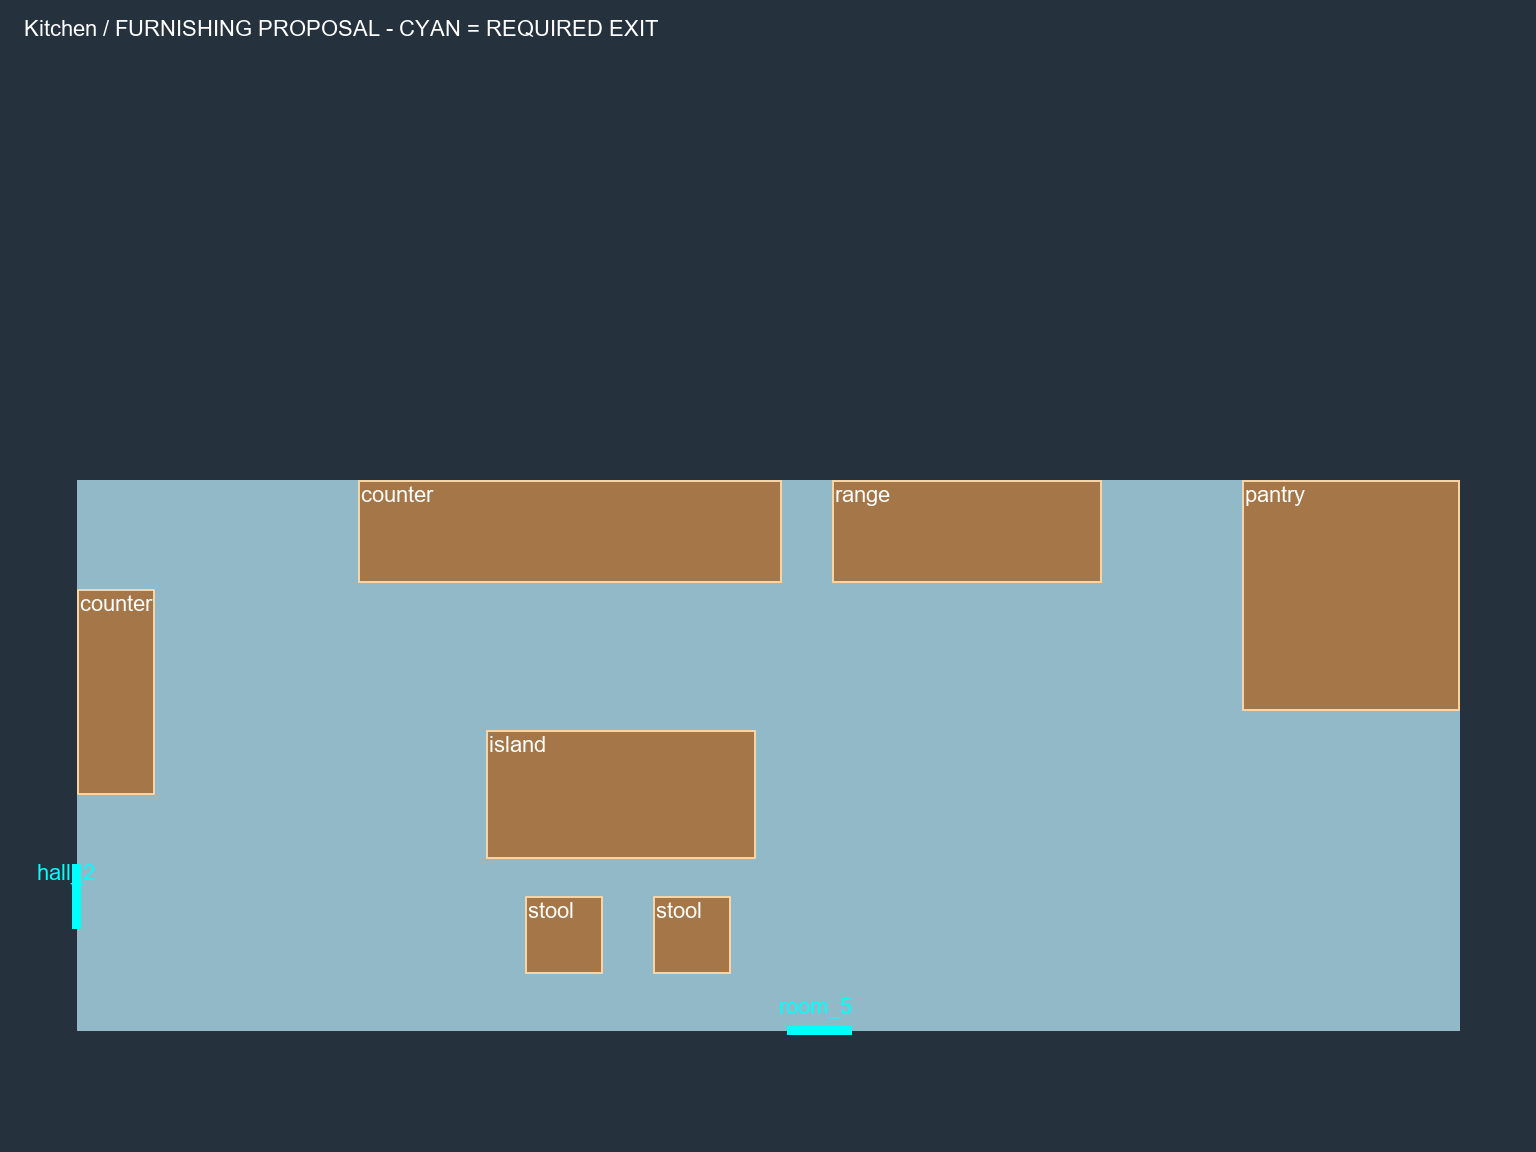 Kitchen / FURNISHING PROPOSAL - CYAN = REQUIRED EXIT
counter
range
pantry
counter
island
hall_2
stool
stool
room_5